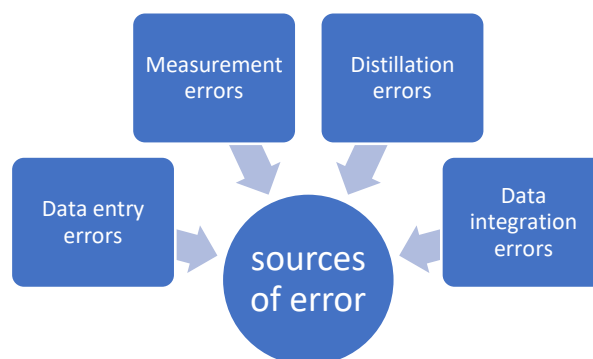 Measurement
errors
Distillation
errors
Data entry
errors
Data
integration
errors
sources
of error